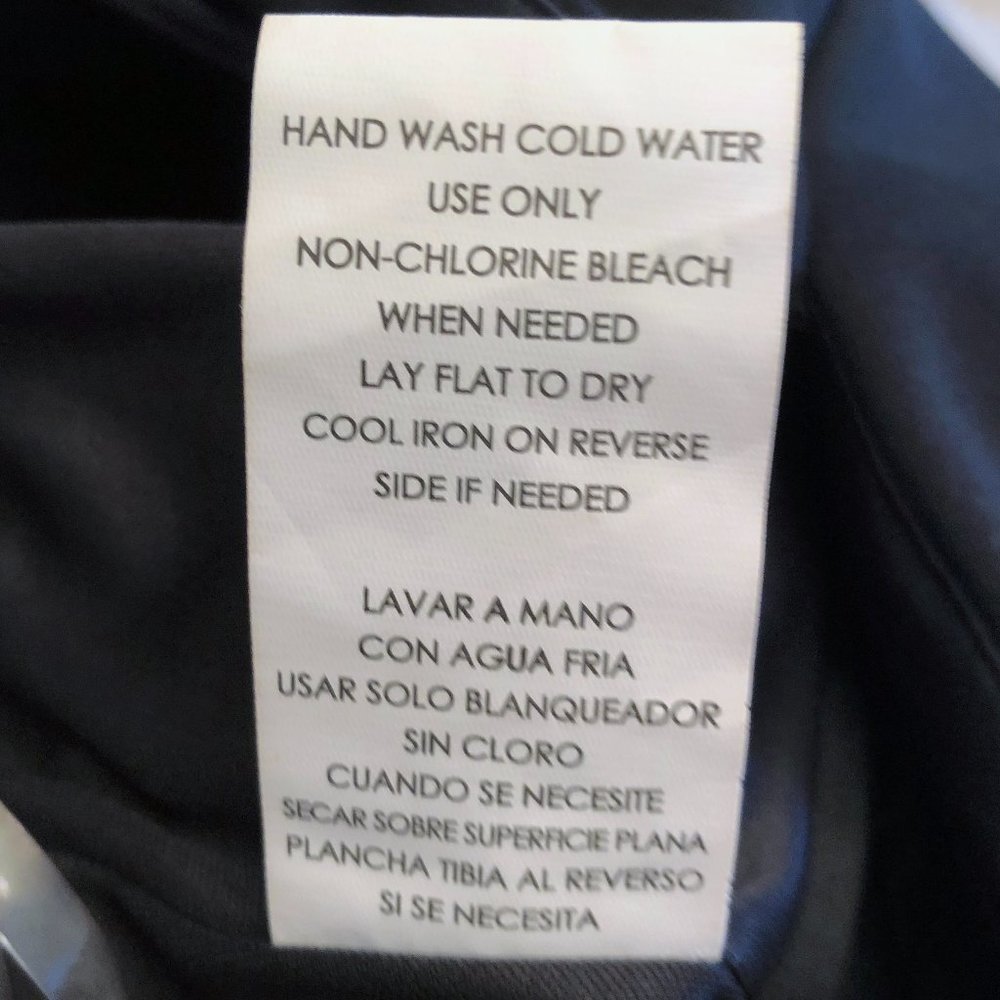 HAND WASH COLD WATER
USE ONLY
NON-CHLORINE BLEACH
WHEN NEEDED
LAY FLAT TO DRY
COOL IRON ON REVERSE
SIDE IF NEEDED
LAVAR A MANO
CON AGUA FRIA
USAR SOLO BLANQUEADOR
SIN CLORO
CUANDO SE NECESITE
SECAR SOBRE SUPERFICIE PLANA
PLANCHA TIBIA AL REVERSO
SI SE NECESITA